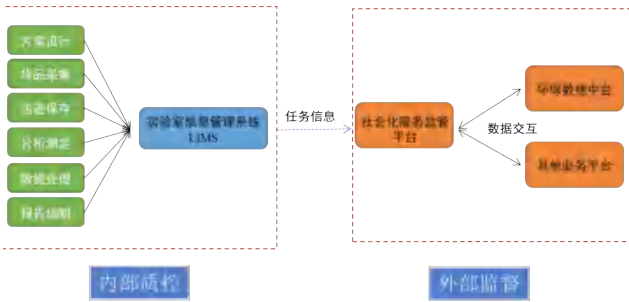 方案设计
样品采集
运输保存
分析测定
数据处理
报告编制
实验室信息管理系统
LIMS
任务信息
社会化服务监管
平台
环保数据中台
数据交互
其他业务平台
内部质控
外部监督